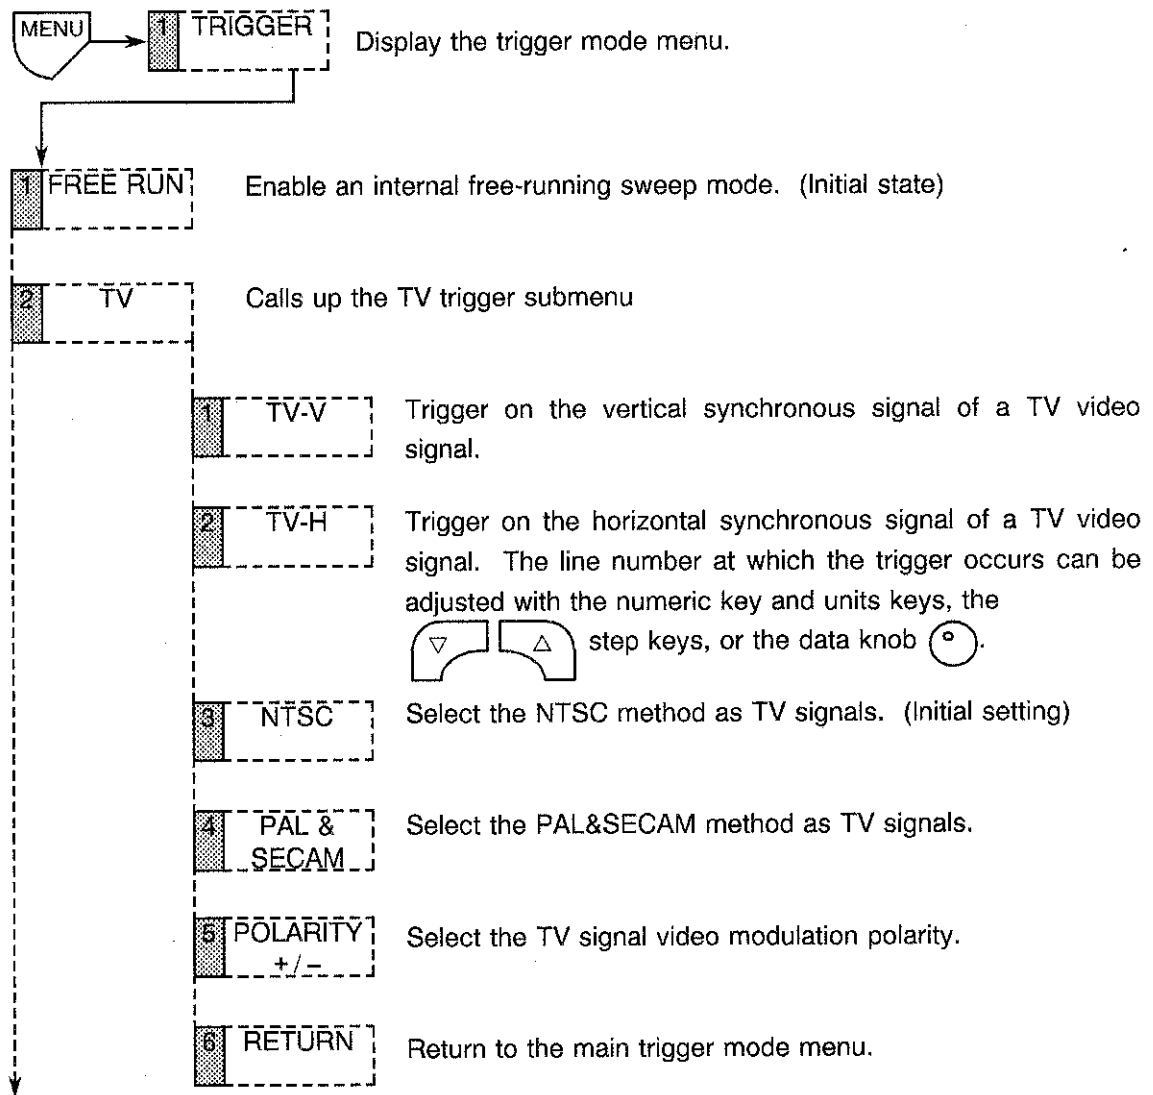 MENU 1 TRIGGER Display the trigger mode menu.
1 FREE RUN Enable an internal free-running sweep mode. (Initial state)
2 TV Calls up the TV trigger submenu
1 TV-V Trigger on the vertical synchronous signal of a TV video
signal.
2 TV-H Trigger on the horizontal synchronous signal of a TV video
signal. The line number at which the trigger occurs can be
adjusted with the numeric key and units keys, the
▽ △ step keys, or the data knob.
3 NTSC Select the NTSC method as TV signals. (Initial setting)
4 PAL & Select the PAL&SECAM method as TV signals.
SECAM
5 POLARITY Select the TV signal video modulation polarity.
+/−
6 RETURN Return to the main trigger mode menu.